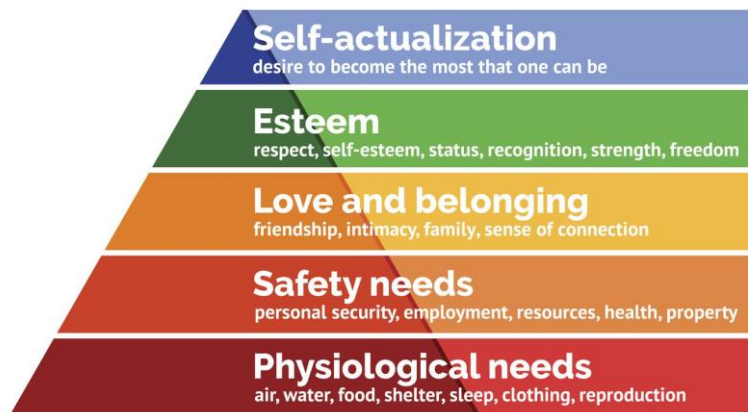 Self-actualization
desire to become the most that one can be
Esteem
respect, self-esteem, status, recognition, strength, freedom
Love and belonging
friendship, intimacy, family, sense of connection
Safety needs
personal security, employment, resources, health, property
Physiological needs
air, water, food, shelter, sleep, clothing, reproduction